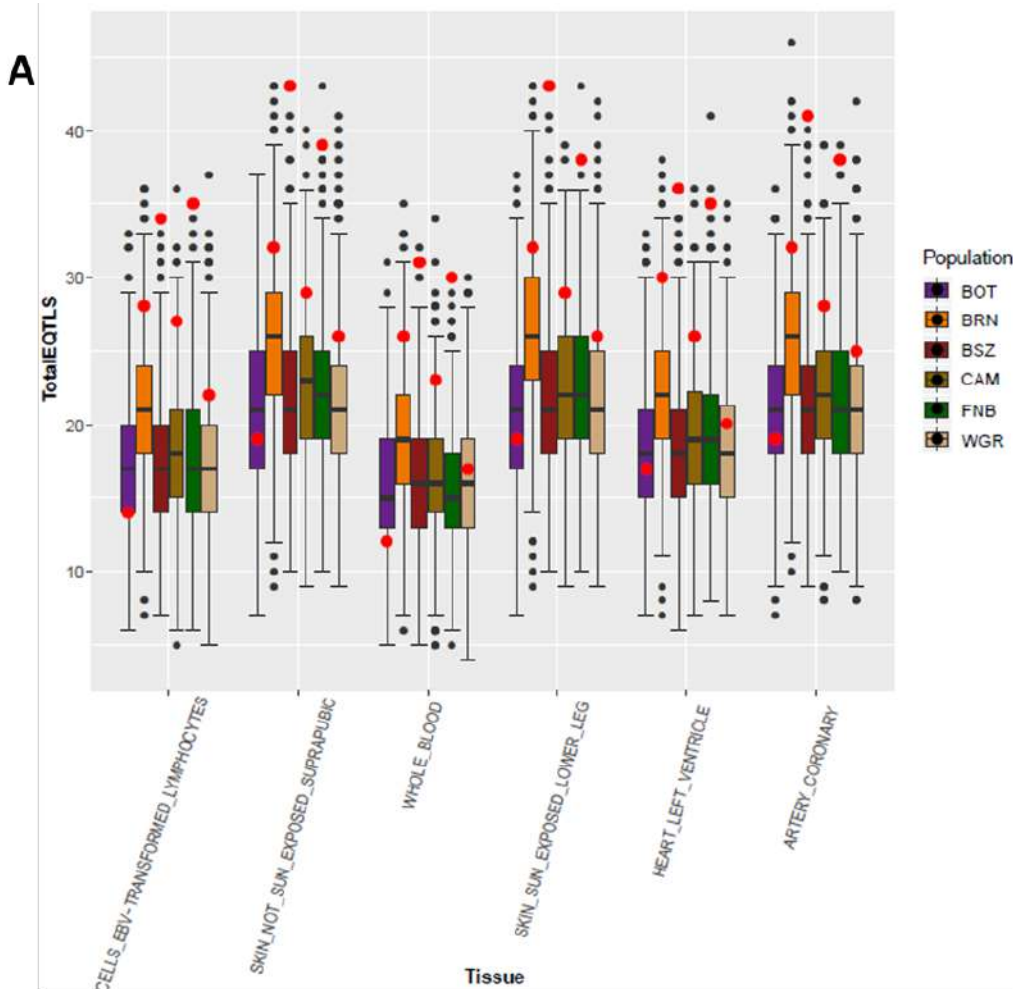 A
TotalEQTLS
40
30
20
10
CELLS_EBV-TRANSFORMED_LYMPHOCYTES
SKIN_NOT_SUN_EXPOSED_SUPRAPUBIC
WHOLE_BLOOD
SKIN_SUN_EXPOSED_LOWER_LEG
HEART_LEFT_VENTRICLE
ARTERY_CORONARY
Tissue
Population
BOT
BRN
BSZ
CAM
FNB
WGR